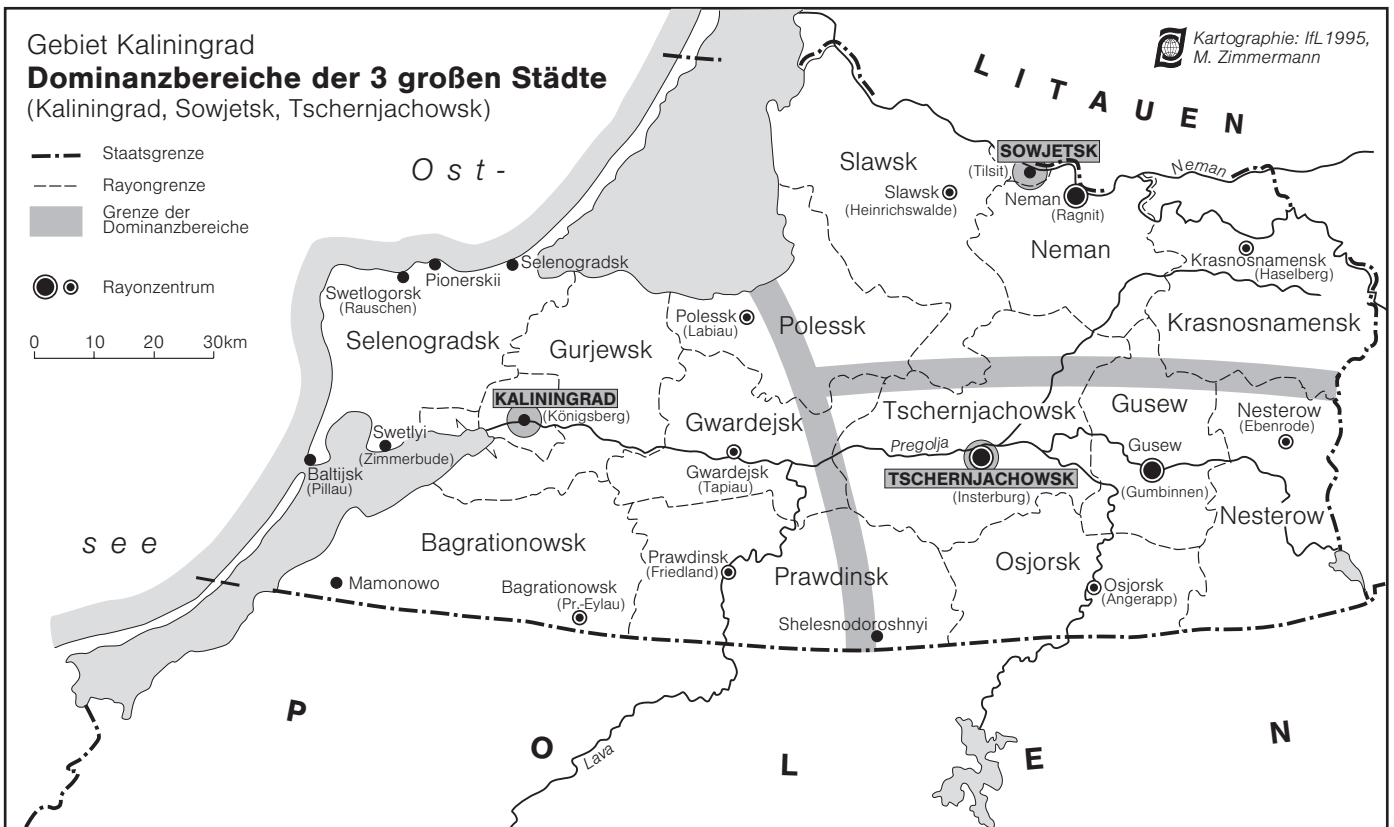 Gebiet Kaliningrad
Dominanzbereiche der 3 großen Städte
(Kaliningrad, Sowjetsk, Tschernjachowsk)
Staatsgrenze
Rayongrenze
Grenze der
Dominanzbereiche
Rayonzentrum
0 10 20 30km
Kartographie: IfL1995,
M. Zimmermann
LITAUEN
Ost-
see
SOWJETSK
(Tilsit)
Slawsk
Slawsk
(Heinrichswalde)
Neman
(Ragnit)
Neman
Neman
Krasnosnamensk
(Haselberg)
Krasnosnamensk
Selenogradsk
Pionerskii
Swetlogorsk
(Rauschen)
Selenogradsk
Gurjewsk
Polessk
(Labiau)
Polessk
KALININGRAD
(Königsberg)
Gwardejsk
Gwardejsk
(Tapiau)
Swetlyi
(Zimmerbude)
Baltijsk
(Pillau)
Tschernjachowsk
Pregolja
TSCHERNJACHOWSK
(Insterburg)
Gusew
Gusew
(Gumbinnen)
Nesterow
(Ebenrode)
Nesterow
Bagrationowsk
Mamonowo
Bagrationowsk
(Pr.-Eylau)
Prawdinsk
(Friedland)
Prawdinsk
Shelesnodoroshnyi
Osjorsk
Osjorsk
(Angerapp)
Lava
POLEN